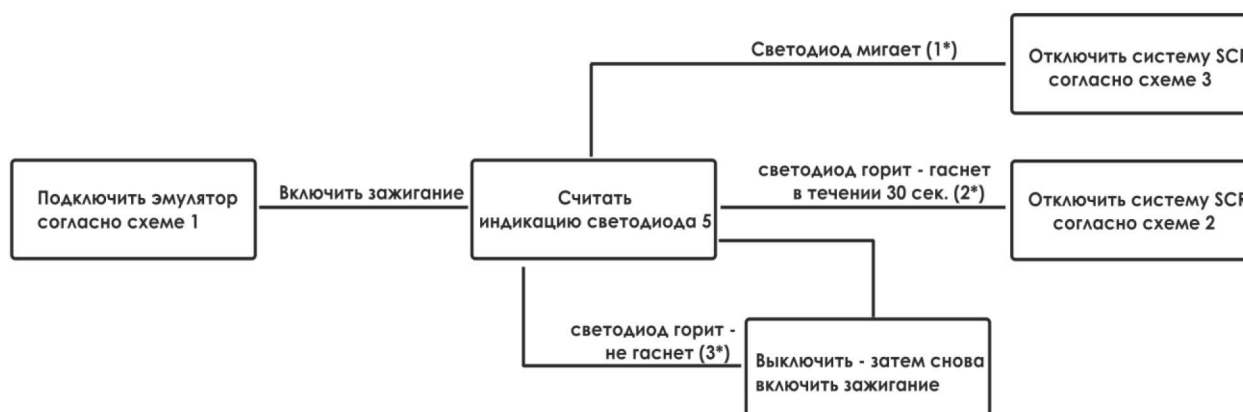 Светодиод мигает (1*)
Отключить систему SCR
согласно схеме 3
Подключить эмулятор
согласно схеме 1
Включить зажигание
Считать
индикацию светодиода 5
светодиод горит - гаснет
в течении 30 сек. (2*)
Отключить систему SCR
согласно схеме 2
светодиод горит -
не гаснет (3*)
Выключить - затем снова
включить зажигание